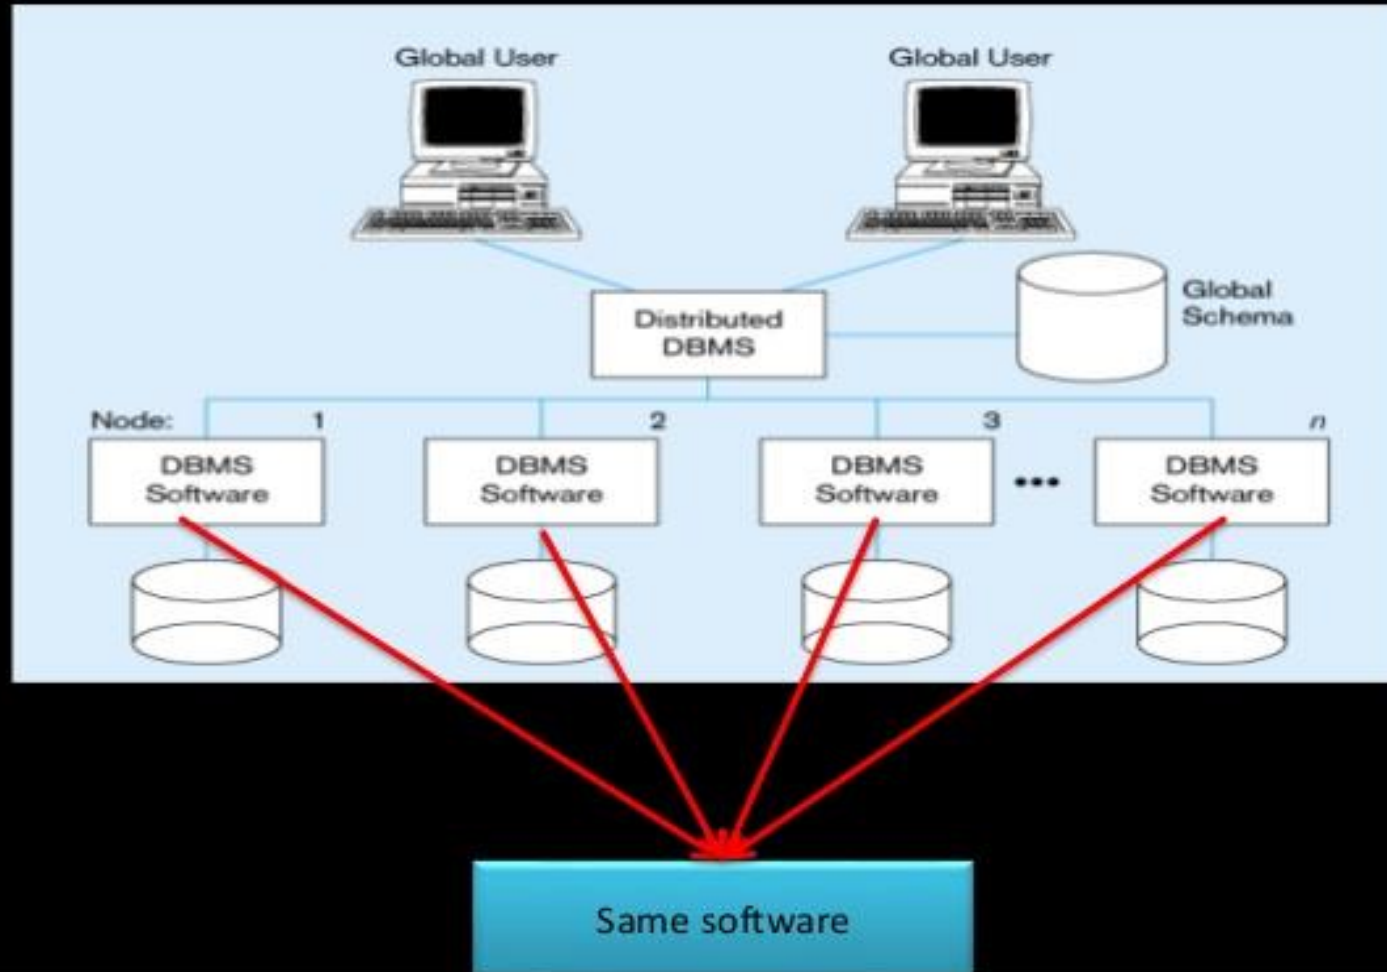 Global User
Global User
Distributed
DBMS
Global
Schema
Node: 1 2 3 n
DBMS
Software
DBMS
Software
DBMS
Software
...
DBMS
Software
Same software